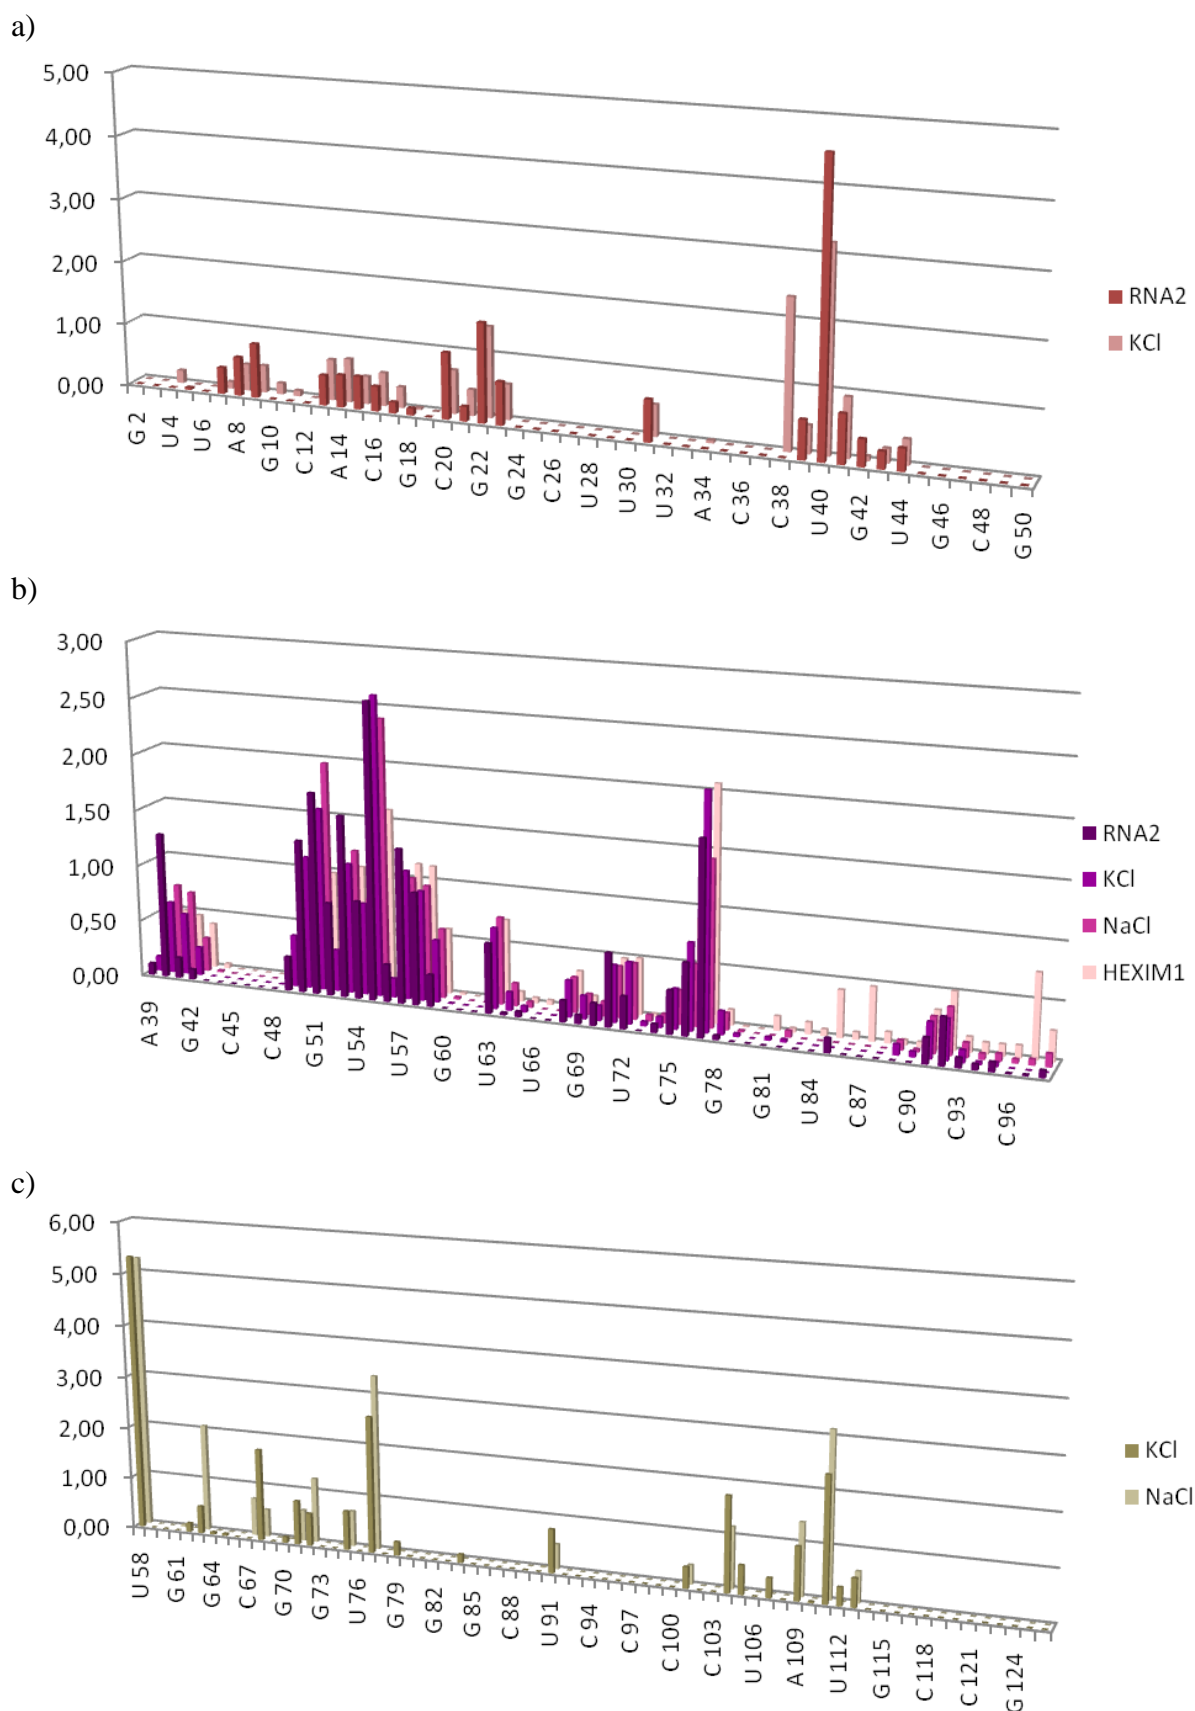 a)
5,00
4,00
3,00
2,00
1,00
0,00
G 2
U 4
U 6
A 8
G 10
C 12
A 14
C 16
G 18
C 20
G 22
G 24
C 26
U 28
U 30
U 32
A 34
C 36
C 38
U 40
G 42
U 44
G 46
C 48
G 50
RNA2
KCl
b)
3,00
2,50
2,00
1,50
1,00
0,50
0,00
A 39
G 42
C 45
C 48
G 51
U 54
U 57
G 60
U 63
U 66
G 69
U 72
C 75
G 78
G 81
U 84
C 87
C 90
C 93
C 96
RNA2
KCl
NaCl
HEXIM1
c)
6,00
5,00
4,00
3,00
2,00
1,00
0,00
U 58
G 61
G 64
C 67
G 70
G 73
U 76
G 79
G 82
G 85
C 88
U 91
C 94
C 97
C 100
C 103
U 106
A 109
U 112
G 115
C 118
C 121
G 124
KCl
NaCl